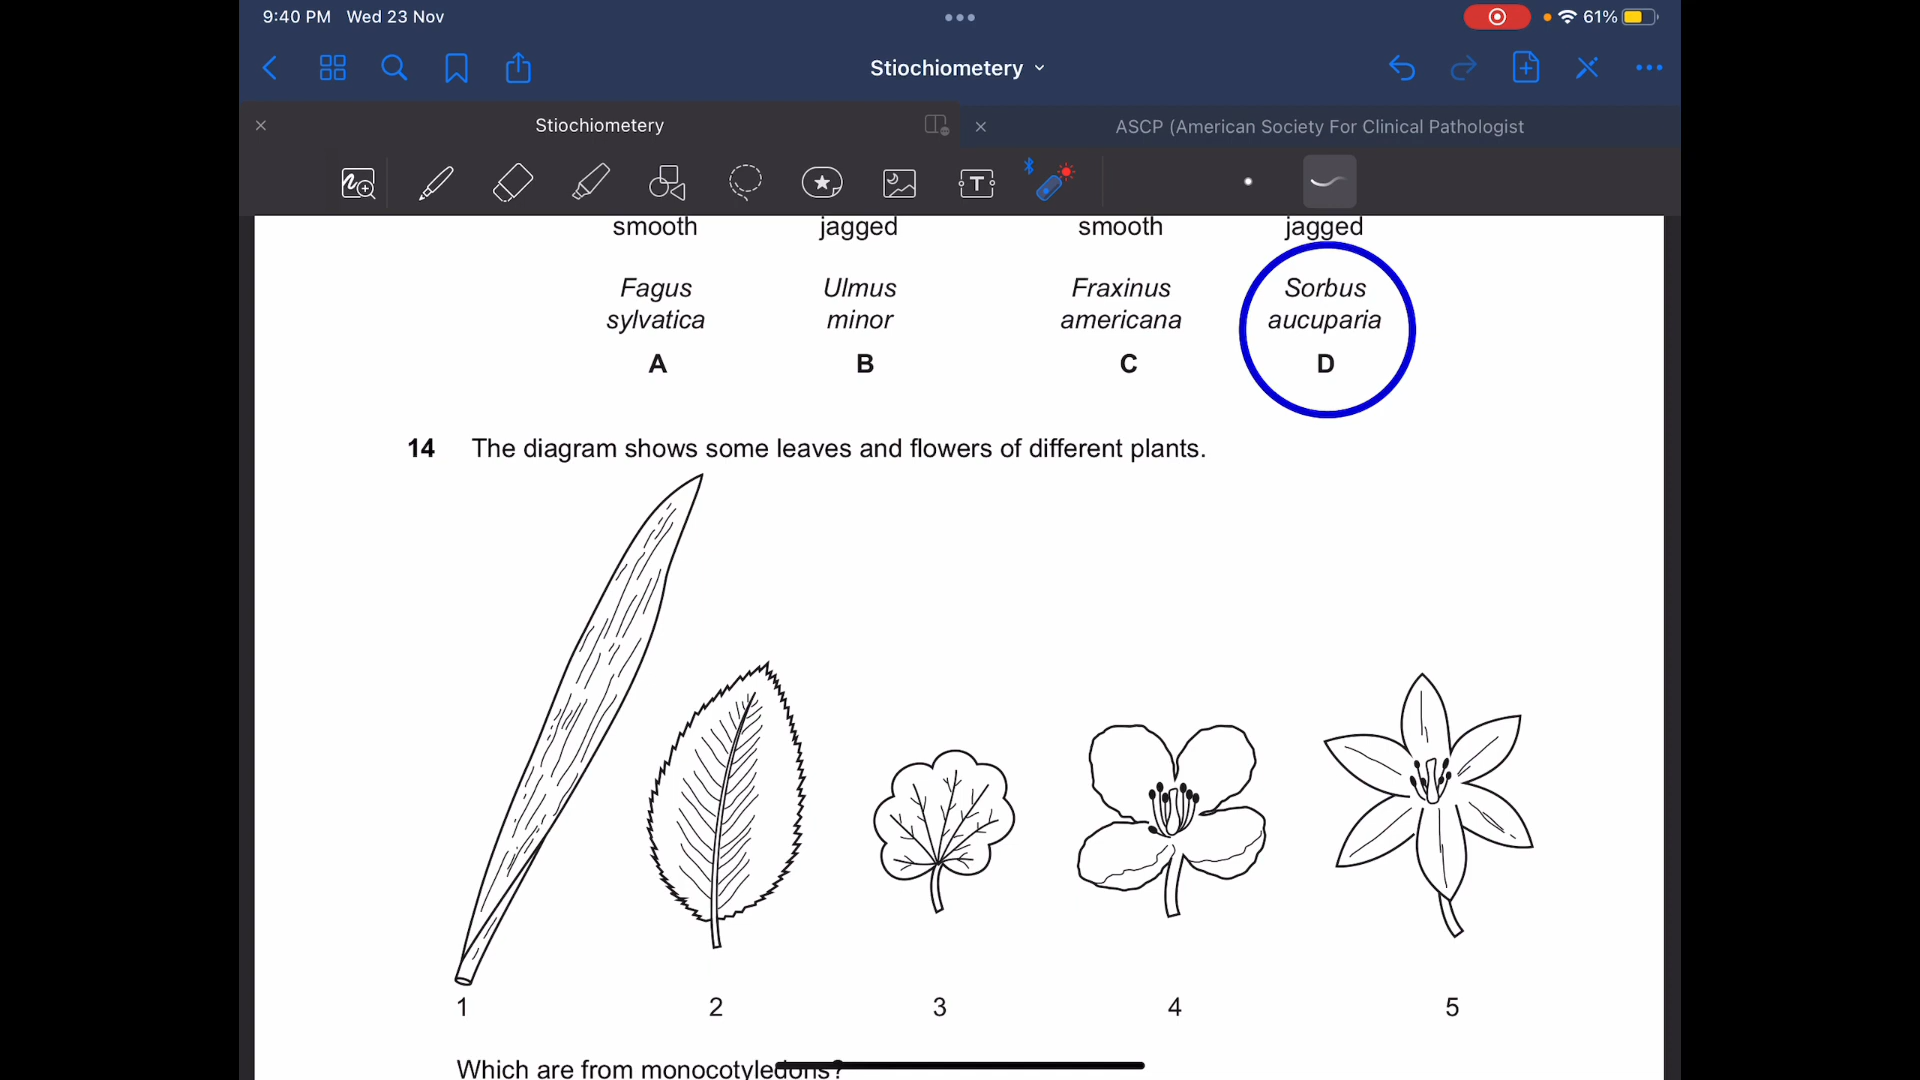 9:40 PM Wed 23 Nov
61%
Stiochiometery
Stiochiometery
ASCP (American Society For Clinical Pathologist
T
smooth jagged smooth jagged
Fagus Ulmus Fraxinus Sorbus
sylvatica minor americana aucuparia
A B C D
14 The diagram shows some leaves and flowers of different plants.
1 2 3 4 5
Which are from monocotyledons?